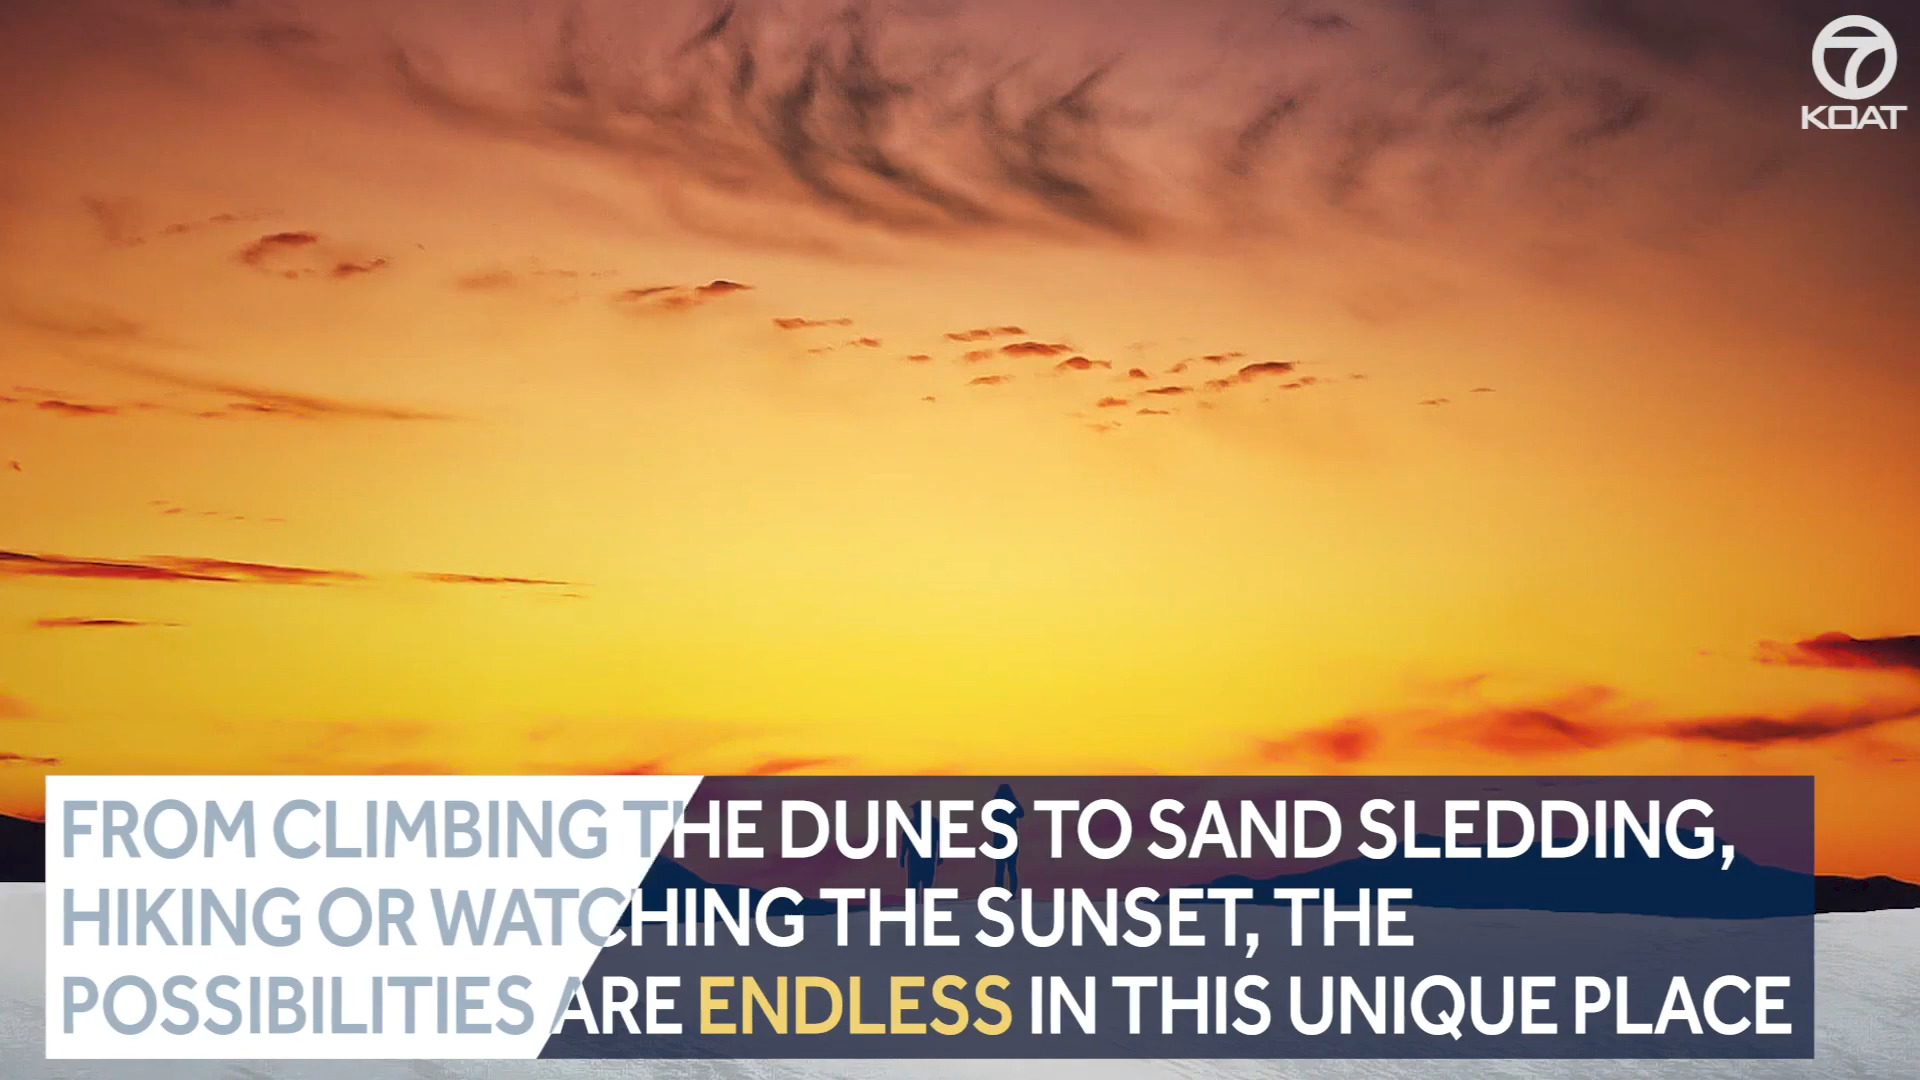 7
KOAT
FROM CLIMBING THE DUNES TO SAND SLEDDING,
HIKING OR WATCHING THE SUNSET, THE
POSSIBILITIES ARE ENDLESS IN THIS UNIQUE PLACE